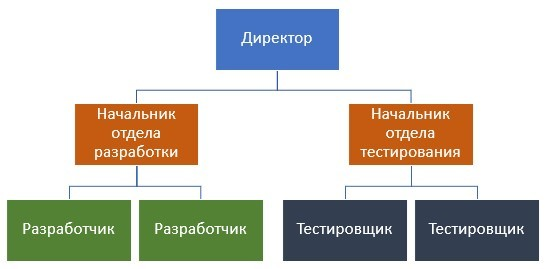 Директор
Начальник
отдела
разработки
Начальник
отдела
тестирования
Разработчик
Разработчик
Тестировщик
Тестировщик